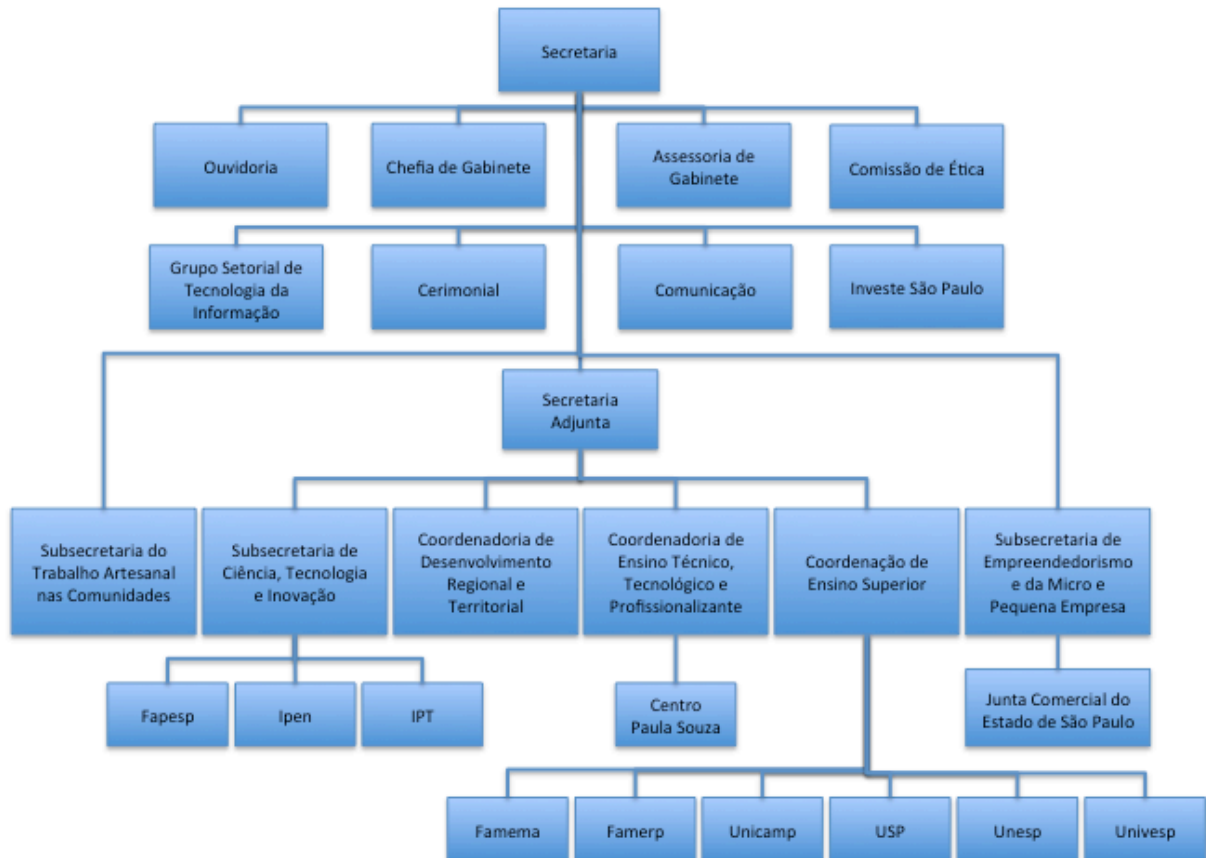 Secretaria
Ouvidoria
Chefia de Gabinete
Assessoria de
Gabinete
Comissão de Ética
Grupo Setorial de
Tecnologia da
Informação
Cerimonial
Comunicação
Investe São Paulo
Secretaria
Adjunta
Subsecretaria do
Trabalho Artesanal
nas Comunidades
Subsecretaria de
Ciência, Tecnologia
e Inovação
Coordenadoria de
Desenvolvimento
Regional e
Territorial
Coordenadoria de
Ensino Técnico,
Tecnológico e
Profissionalizante
Coordenação de
Ensino Superior
Subsecretaria de
Empreendedorismo
e da Micro e
Pequena Empresa
Fapesp
Ipen
IPT
Centro
Paula Souza
Junta Comercial do
Estado de São Paulo
Famema
Famerp
Unicamp
USP
Unesp
Univesp